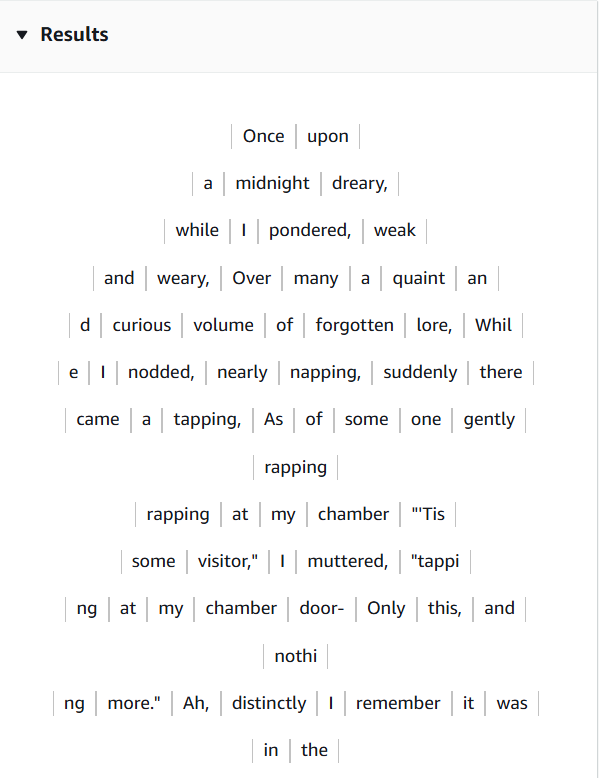 Results
Once upon
a midnight dreary,
while I pondered, weak
and weary, Over many a quaint an
d curious volume of forgotten lore, Whil
e I nodded, nearly napping, suddenly there
came a tapping, As of some one gently
rapping
rapping at my chamber "'Tis
some visitor," I muttered, "tappi
ng at my chamber door- Only this, and
nothi
ng more." Ah, distinctly I remember it was
in the